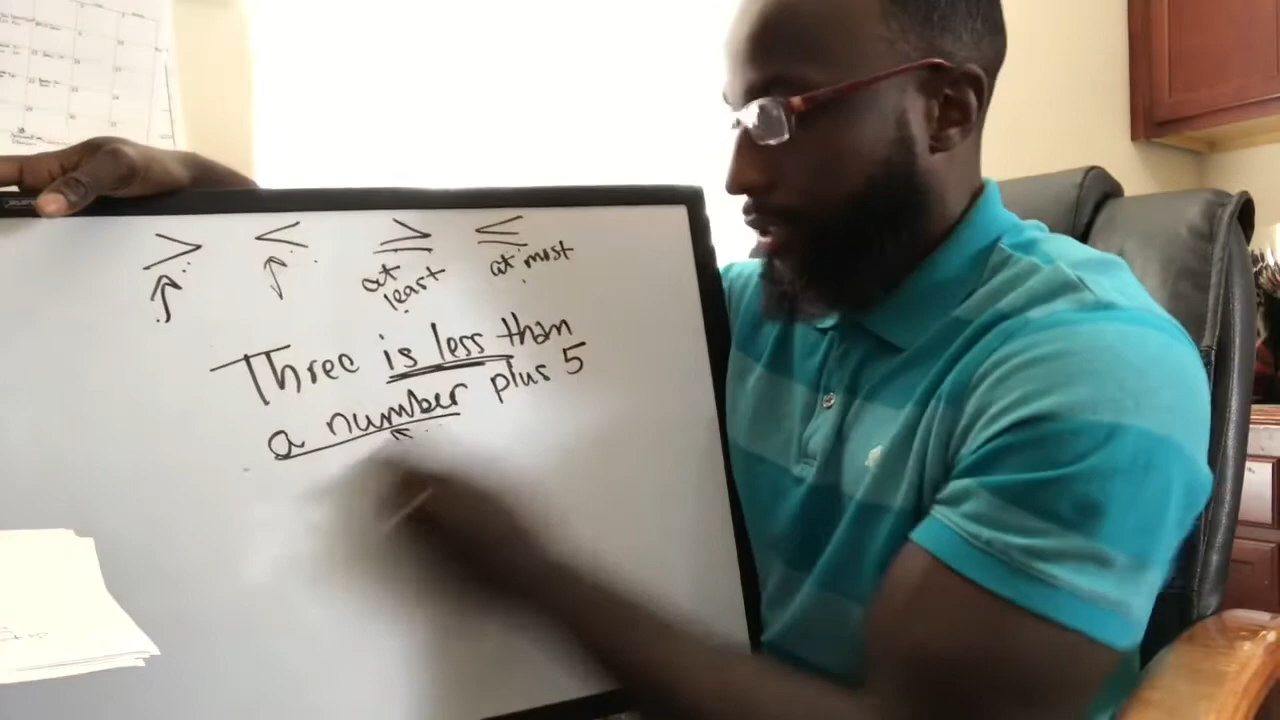 > < ≥ ≤
at least at most
Three is less than
a number plus 5